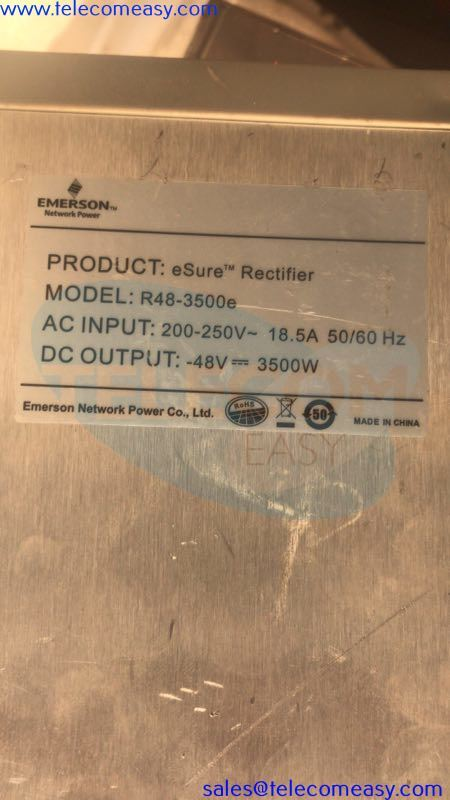 www.telecomeasy.com
EMERSON™
Network Power
PRODUCT: eSure™ Rectifier
MODEL: R48-3500e
AC INPUT: 200-250V~ 18.5A 50/60 Hz
DC OUTPUT: -48V⎓ 3500W
TELECOM
Emerson Network Power Co., Ltd. RoHS 50 MADE IN CHINA
EASY
sales@telecomeasy.com